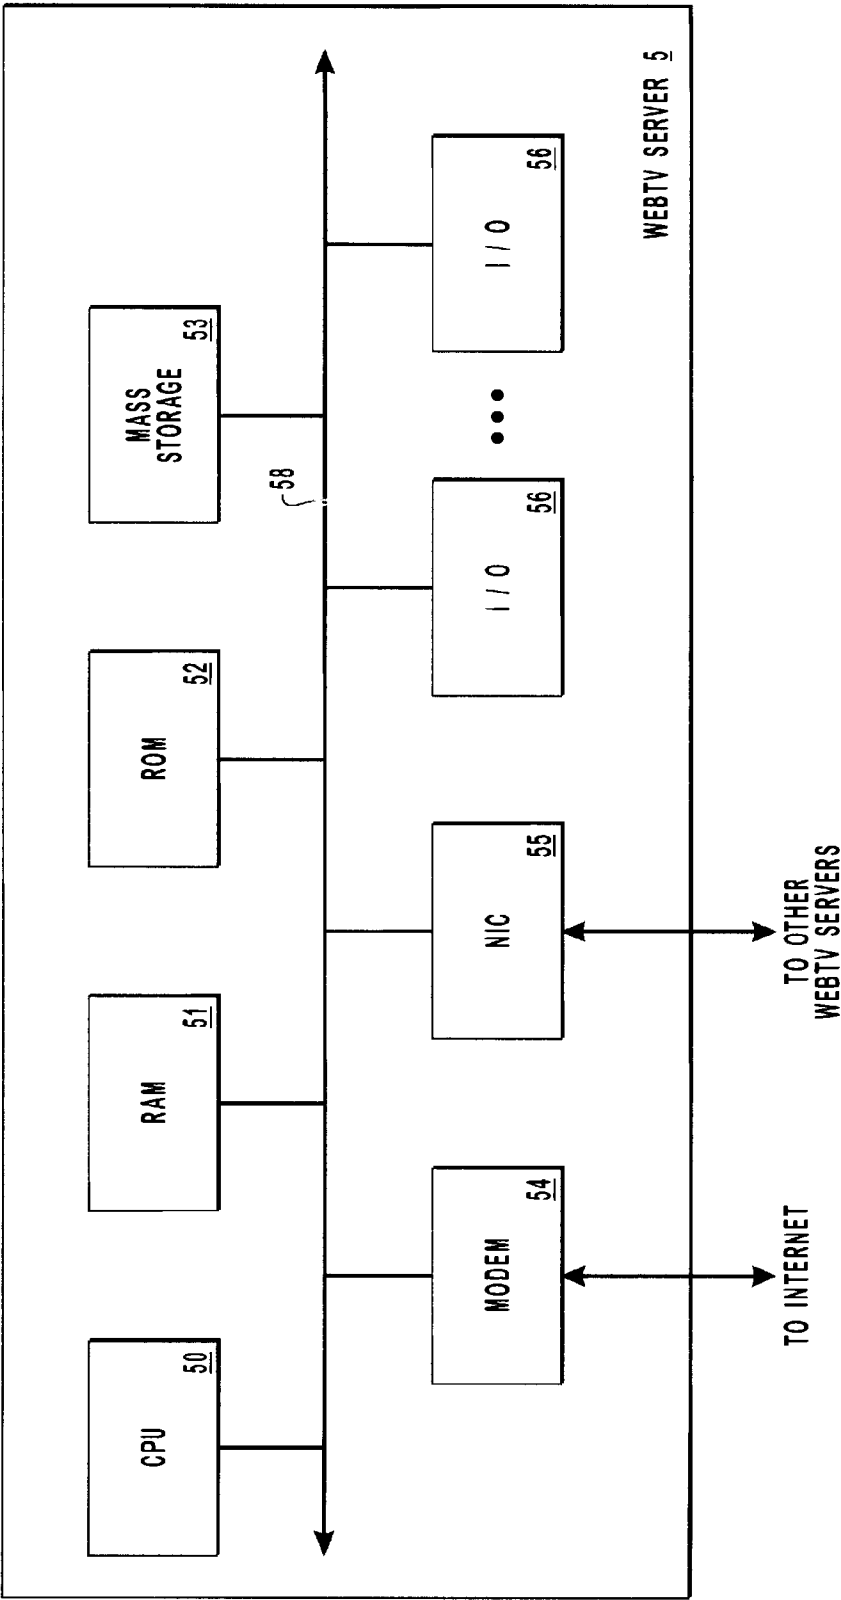 CPU
50
RAM
51
ROM
52
MASS
STORAGE
53
58
MODEM
54
NIC
55
I / O
56
I / O
56
WEBTV SERVER 5
TO INTERNET
TO OTHER
WEBTV SERVERS